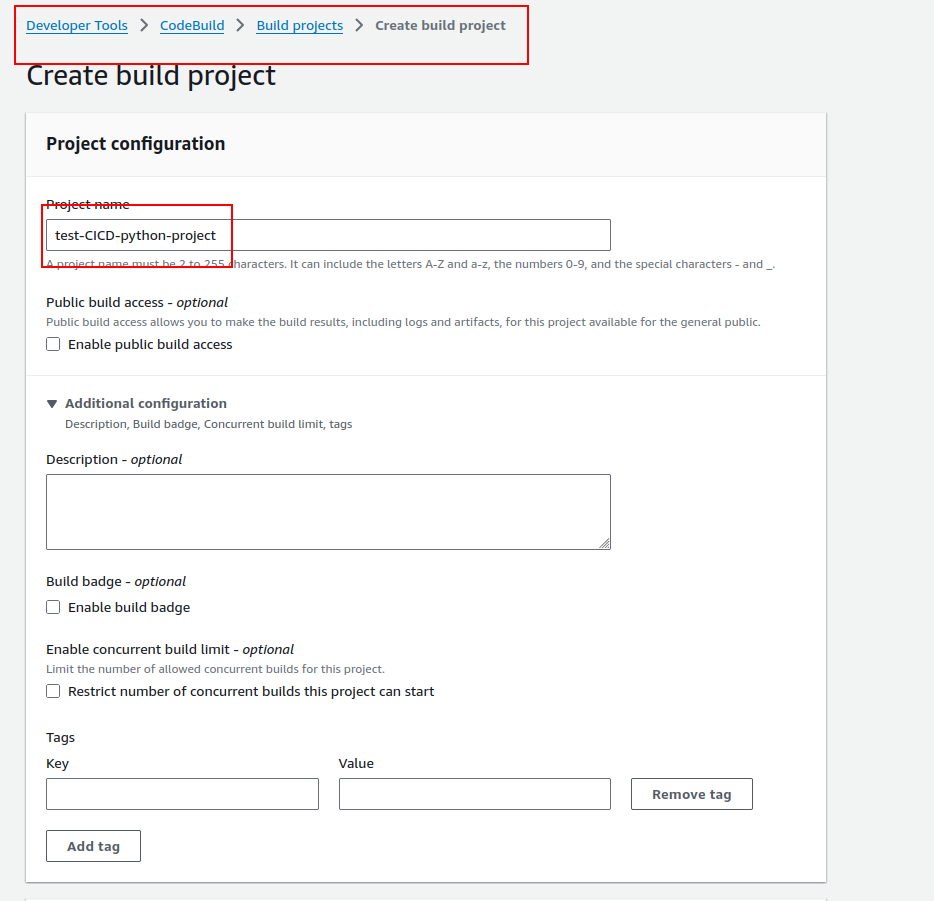 Developer Tools > CodeBuild > Build projects > Create build project
Create build project
Project configuration
Project name
test-CICD-python-project
A project name must be 2 to 255 characters. It can include the letters A-Z and a-z, the numbers 0-9, and the special characters - and _.
Public build access - optional
Public build access allows you to make the build results, including logs and artifacts, for this project available for the general public.
Enable public build access
Additional configuration
Description, Build badge, Concurrent build limit, tags
Description - optional
Build badge - optional
Enable build badge
Enable concurrent build limit - optional
Limit the number of allowed concurrent builds for this project.
Restrict number of concurrent builds this project can start
Tags
Key Value
Remove tag
Add tag